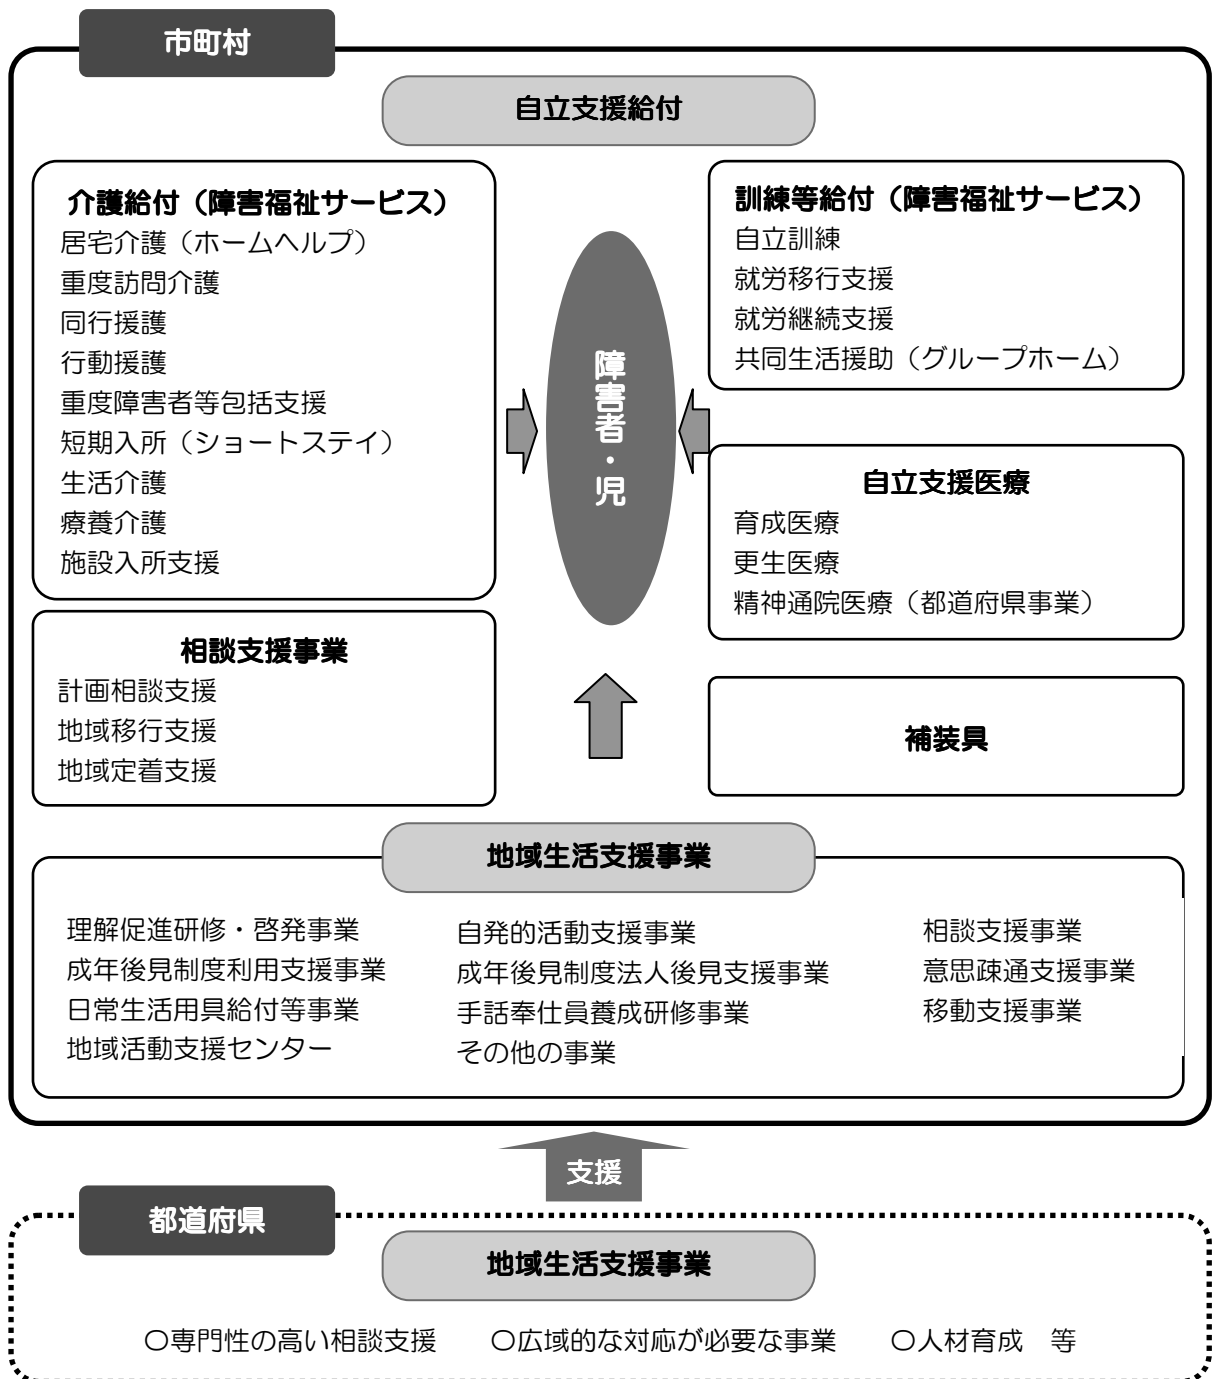 市町村
自立支援給付
介護給付（障害福祉サービス）
居宅介護（ホームヘルプ）
重度訪問介護
同行援護
行動援護
重度障害者等包括支援
短期入所（ショートステイ）
生活介護
療養介護
施設入所支援
相談支援事業
計画相談支援
地域移行支援
地域定着支援
障害者・児
訓練等給付（障害福祉サービス）
自立訓練
就労移行支援
就労継続支援
共同生活援助（グループホーム）
自立支援医療
育成医療
更生医療
精神通院医療（都道府県事業）
補装具
地域生活支援事業
理解促進研修・啓発事業
成年後見制度利用支援事業
日常生活用具給付等事業
地域活動支援センター
自発的活動支援事業
成年後見制度法人後見支援事業
手話奉仕員養成研修事業
その他の事業
相談支援事業
意思疎通支援事業
移動支援事業
支援
都道府県
地域生活支援事業
〇専門性の高い相談支援　〇広域的な対応が必要な事業　〇人材育成　等